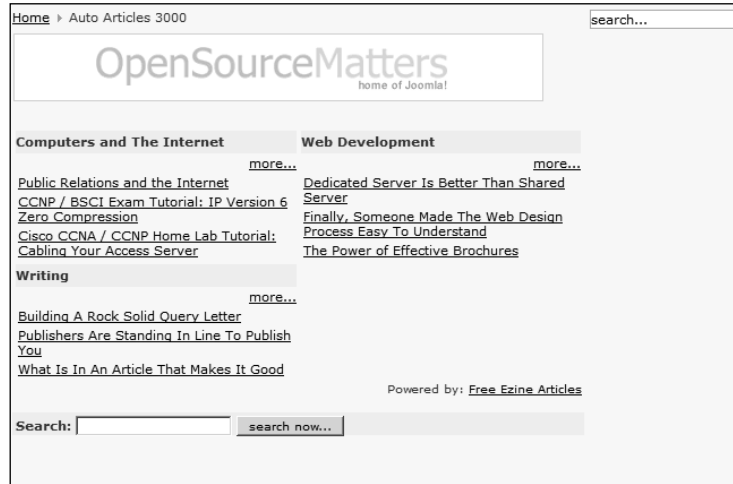 Home › Auto Articles 3000
search...
OpenSourceMatters
home of Joomla!
Computers and The Internet
more...
Public Relations and the Internet
CCNP / BSCI Exam Tutorial: IP Version 6
Zero Compression
Cisco CCNA / CCNP Home Lab Tutorial:
Cabling Your Access Server
Web Development
more...
Dedicated Server Is Better Than Shared
Server
Finally, Someone Made The Web Design
Process Easy To Understand
The Power of Effective Brochures
Writing
more...
Building A Rock Solid Query Letter
Publishers Are Standing In Line To Publish
You
What Is In An Article That Makes It Good
Powered by: Free Ezine Articles
Search:
search now...